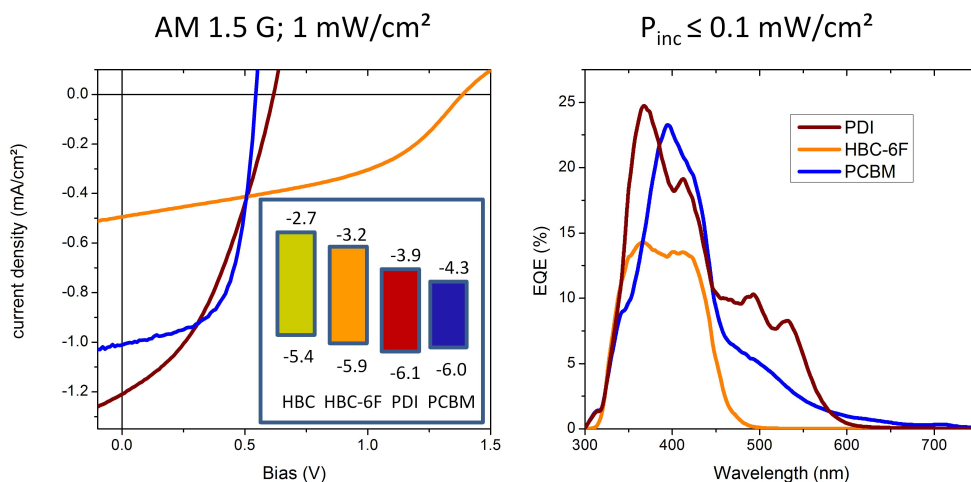 AM 1.5 G; 1 mW/cm²
P_inc ≤ 0.1 mW/cm²
current density (mA/cm²)
0.0
-0.2
-0.4
-0.6
-0.8
-1.0
-1.2
0.0
0.5
1.0
1.5
Bias (V)
-2.7
-3.2
-3.9
-4.3
-5.4
-5.9
-6.1
-6.0
HBC HBC-6F PDI PCBM
EQE (%)
25
20
15
10
5
0
300 400 500 600 700
Wavelength (nm)
PDI
HBC-6F
PCBM